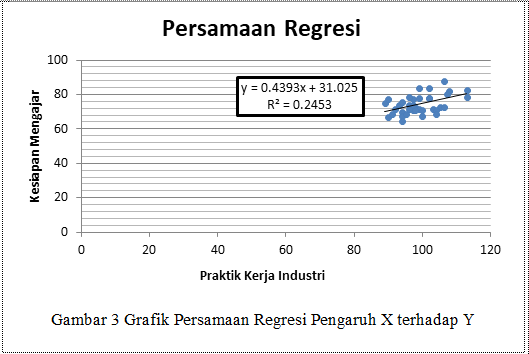 Persamaan Regresi
100
80
60
40
20
0
Kesiapan Mengajar
y = 0.4393x + 31.025
R² = 0.2453
0 20 40 60 80 100 120
Praktik Kerja Industri
Gambar 3 Grafik Persamaan Regresi Pengaruh X terhadap Y